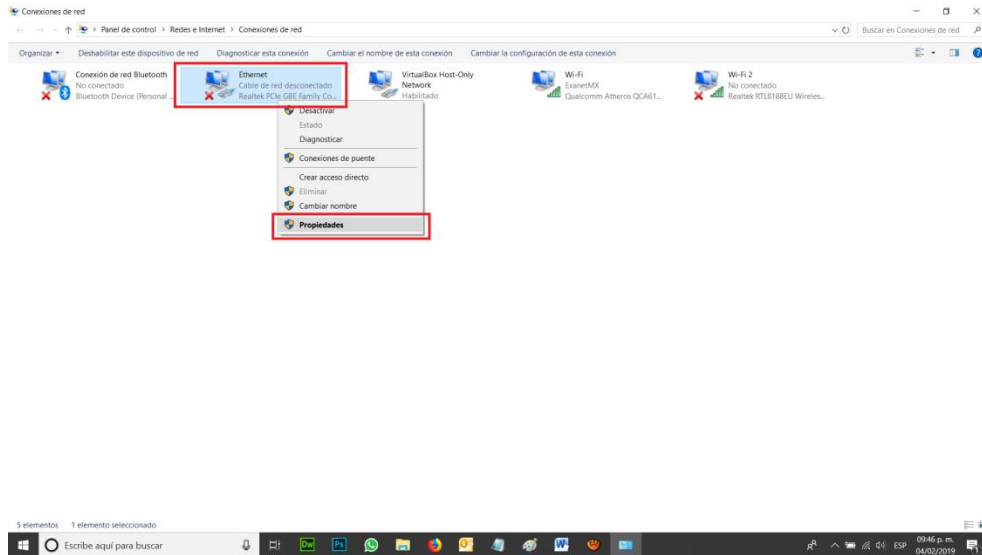 Conexiones de red
Panel de control > Redes e Internet > Conexiones de red
Buscar en Conexiones de red
Organizar Deshabilitar este dispositivo de red Diagnosticar esta conexión Cambiar el nombre de esta conexión Cambiar la configuración de esta conexión
Conexión de red Bluetooth
No conectado
Bluetooth Device (Personal ...
Ethernet
Cable de red desconectado
Realtek PCIe GBE Family Co...
VirtualBox Host-Only
Network
Habilitado
Wi-Fi
ExanetMX
Qualcomm Atheros QCA61...
Wi-Fi 2
No conectado
Realtek RTL8188EU Wireles...
Desactivar
Estado
Diagnosticar
Conexiones de puente
Crear acceso directo
Eliminar
Cambiar nombre
Propiedades
5 elementos 1 elemento seleccionado
Escribe aquí para buscar
Dw
Ps
ESP
09:46 p. m.
04/02/2019